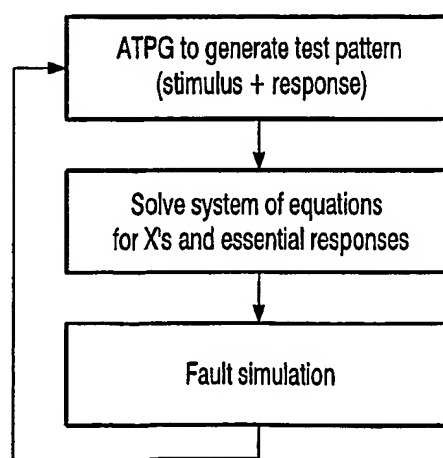 ATPG to generate test pattern
(stimulus + response)
Solve system of equations
for X's and essential responses
Fault simulation